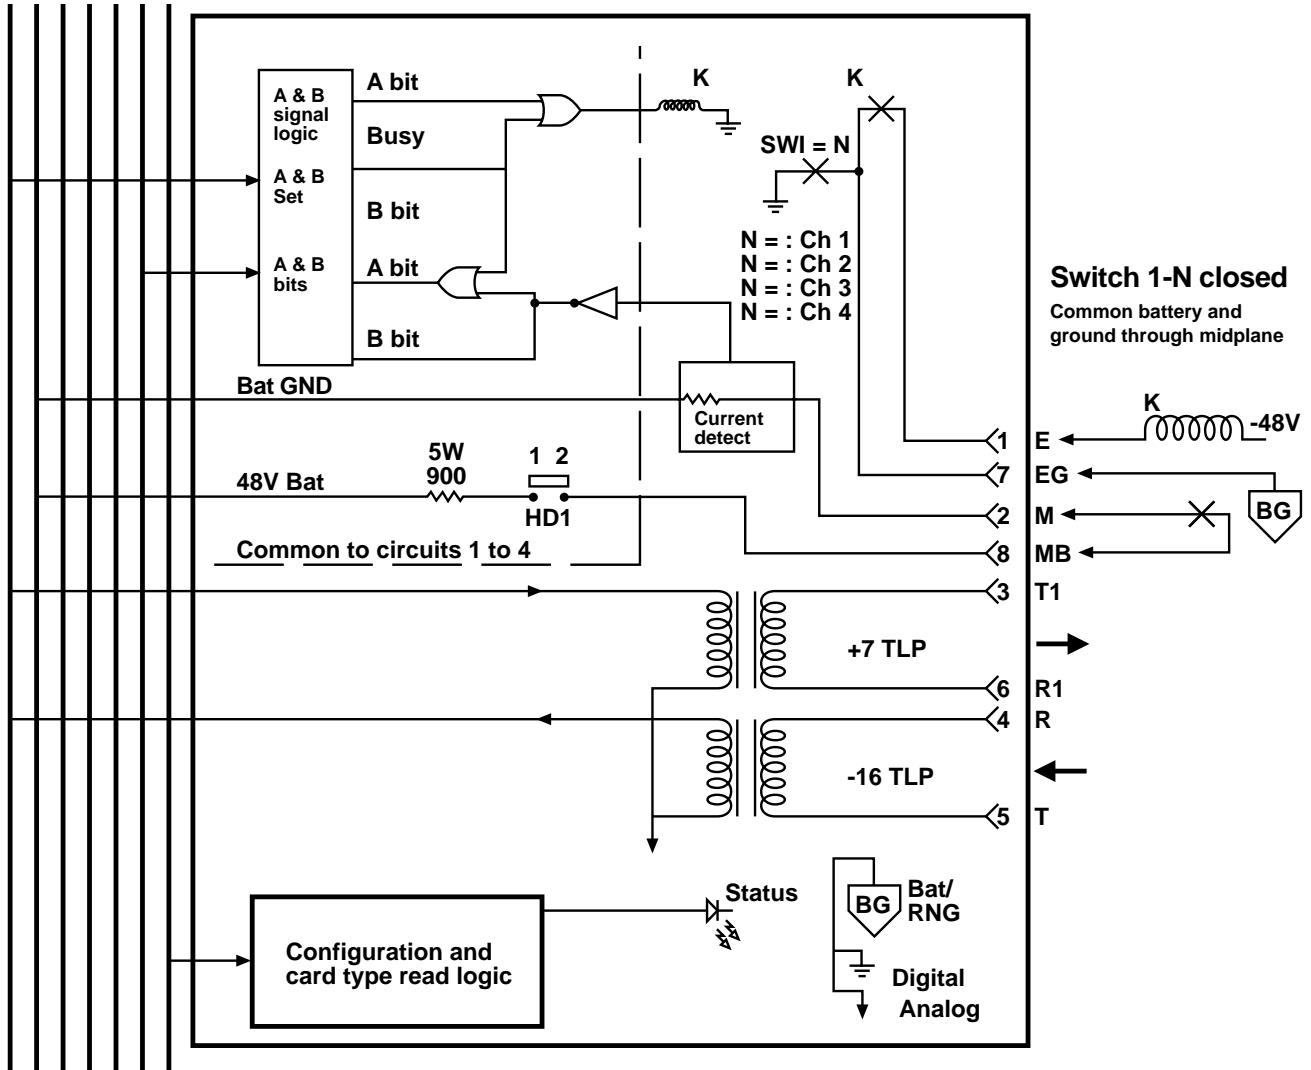 A & B
signal
logic
A & B
Set
A & B
bits
A bit
Busy
B bit
A bit
B bit
K
K
SWI = N
N = : Ch 1
N = : Ch 2
N = : Ch 3
N = : Ch 4
Switch 1-N closed
Common battery and
ground through midplane
Bat GND
Current
detect
5W
900
1 2
48V Bat
HD1
Common to circuits 1 to 4
K
-48V
1 E
7 EG
BG
2 M
8 MB
3 T1
+7 TLP
6 R1
4 R
-16 TLP
5 T
Status
BG
Bat/
RNG
Configuration and
card type read logic
Digital
Analog